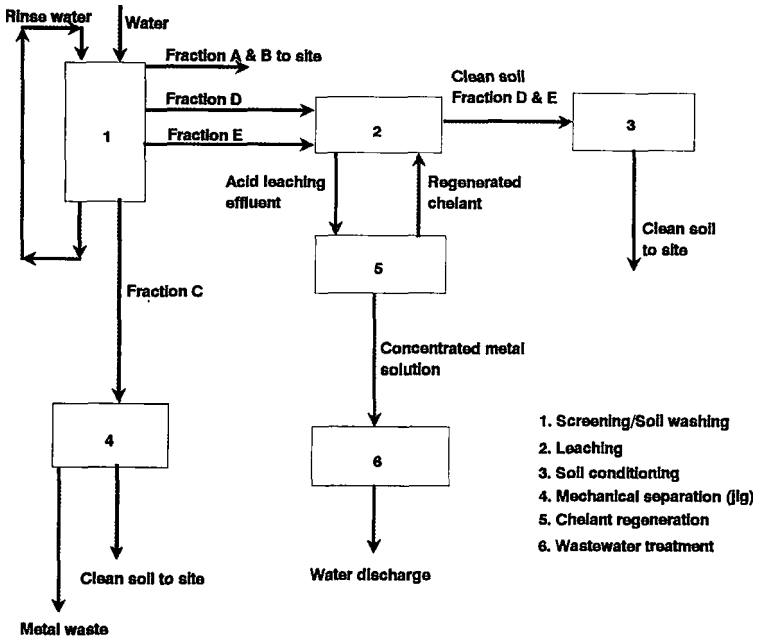 Rinse water
Water
Fraction A & B to site
Clean soil
Fraction D & E
Fraction D
Fraction E
1
2
3
Acid leaching
effluent
Regenerated
chelant
Clean soil
to site
5
Fraction C
Concentrated metal
solution
4
6
1. Screening/Soil washing
2. Leaching
3. Soil conditioning
4. Mechanical separation (jig)
5. Chelant regeneration
6. Wastewater treatment
Clean soil to site
Water discharge
Metal waste